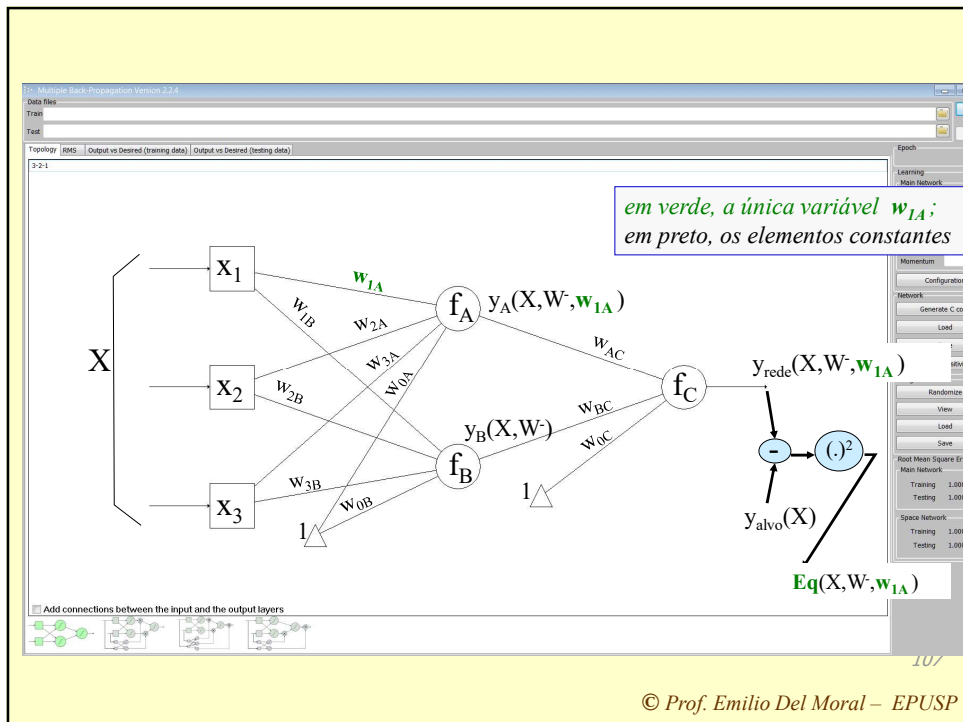 Multiple Back-Propagation Version 2.2.4
Data files
Train
Test
Topology RMS Output vs Desired (training data) Output vs Desired (testing data)
3-2-1
Epoch
Learning
Main Network
em verde, a única variável w1A;
em preto, os elementos constantes
Momentum
Configuration
Network
Generate C co
Load
Randomize
View
Load
Save
Root Mean Square Er
Main Network
Training 1.000
Testing 1.000
Space Network
Training 1.000
Testing 1.000
X
x1
x2
x3
w1A
w1B
w2A
w2B
w3A
w0A
w3B
w0B
1
fA
yA(X,W-,w1A)
yB(X,W-)
fB
wAC
wBC
w0C
1
fC
yrede(X,W-,w1A)
-
(.)²
yalvo(X)
Eq(X,W-,w1A)
Add connections between the input and the output layers
107
© Prof. Emilio Del Moral – EPUSP